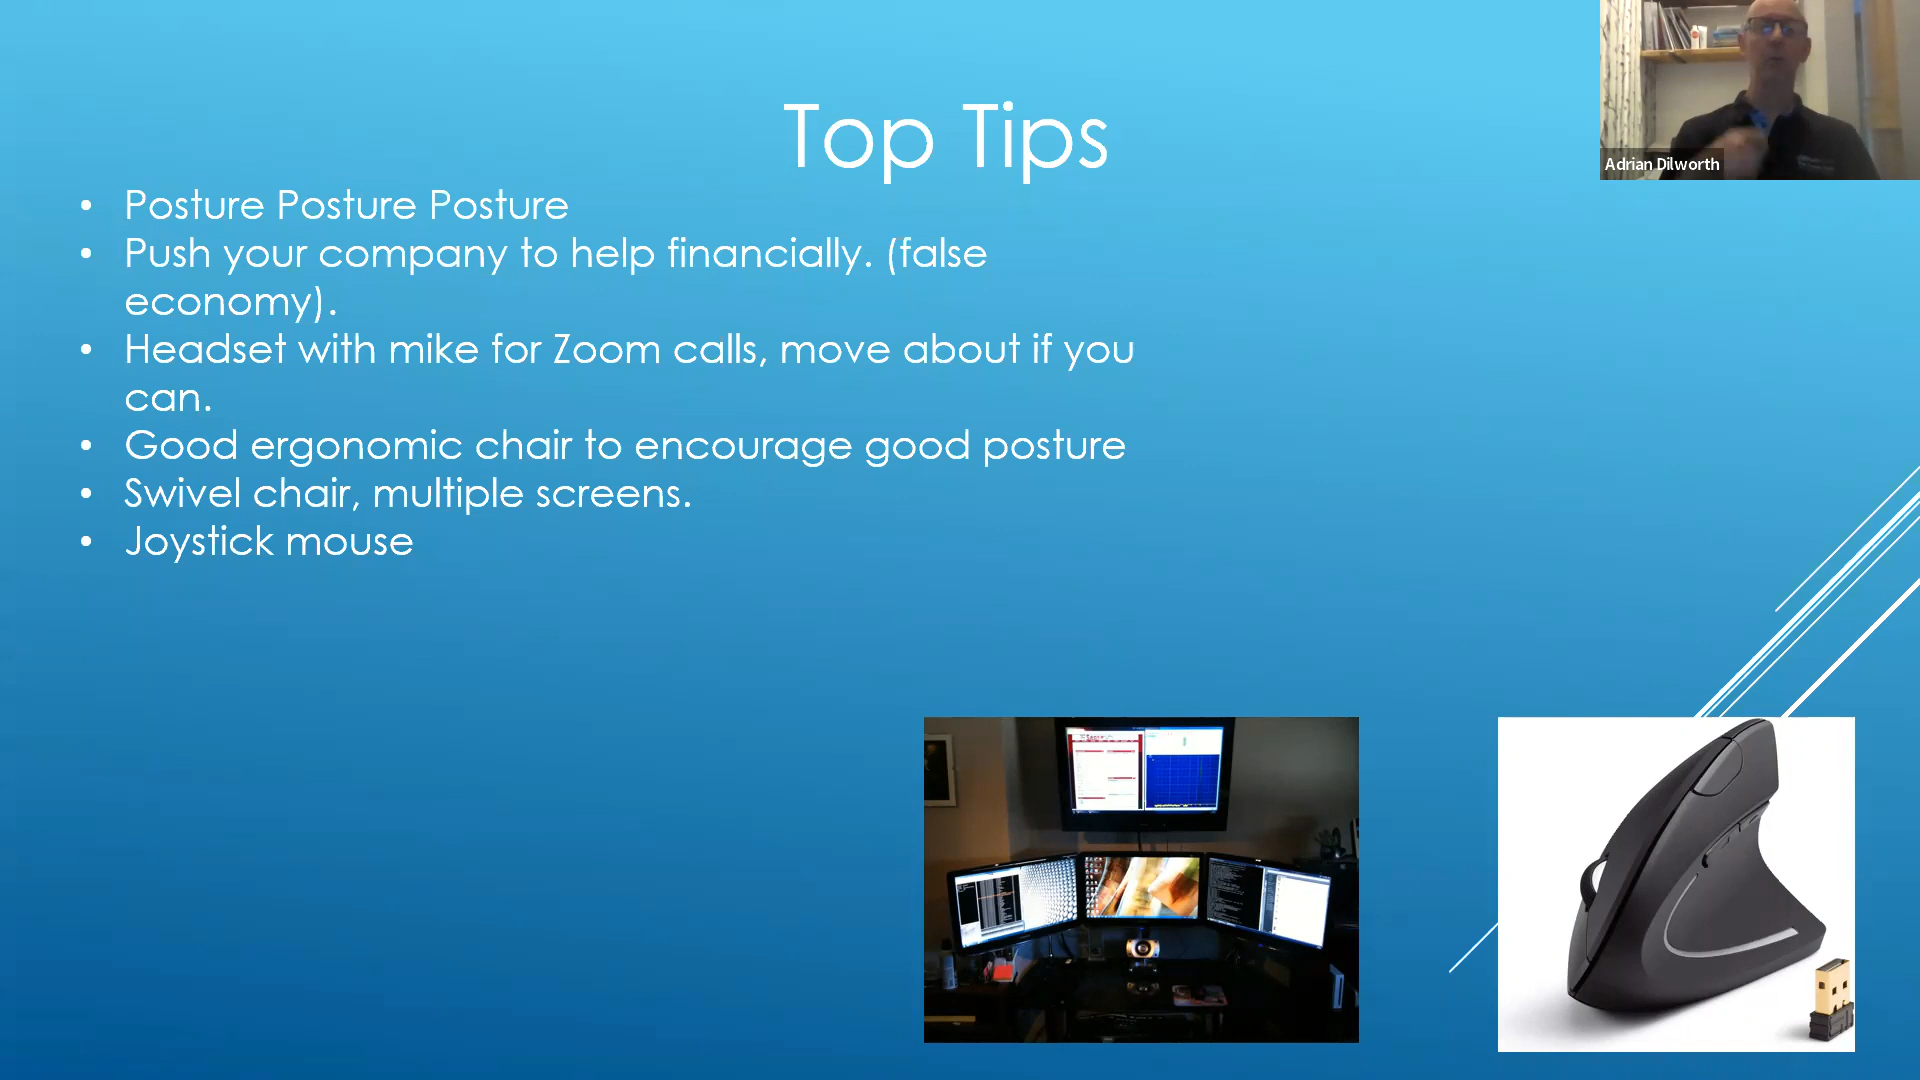 Top Tips
• Posture Posture Posture
• Push your company to help financially. (false
economy).
• Headset with mike for Zoom calls, move about if you
can.
• Good ergonomic chair to encourage good posture
• Swivel chair, multiple screens.
• Joystick mouse
Adrian Dilworth